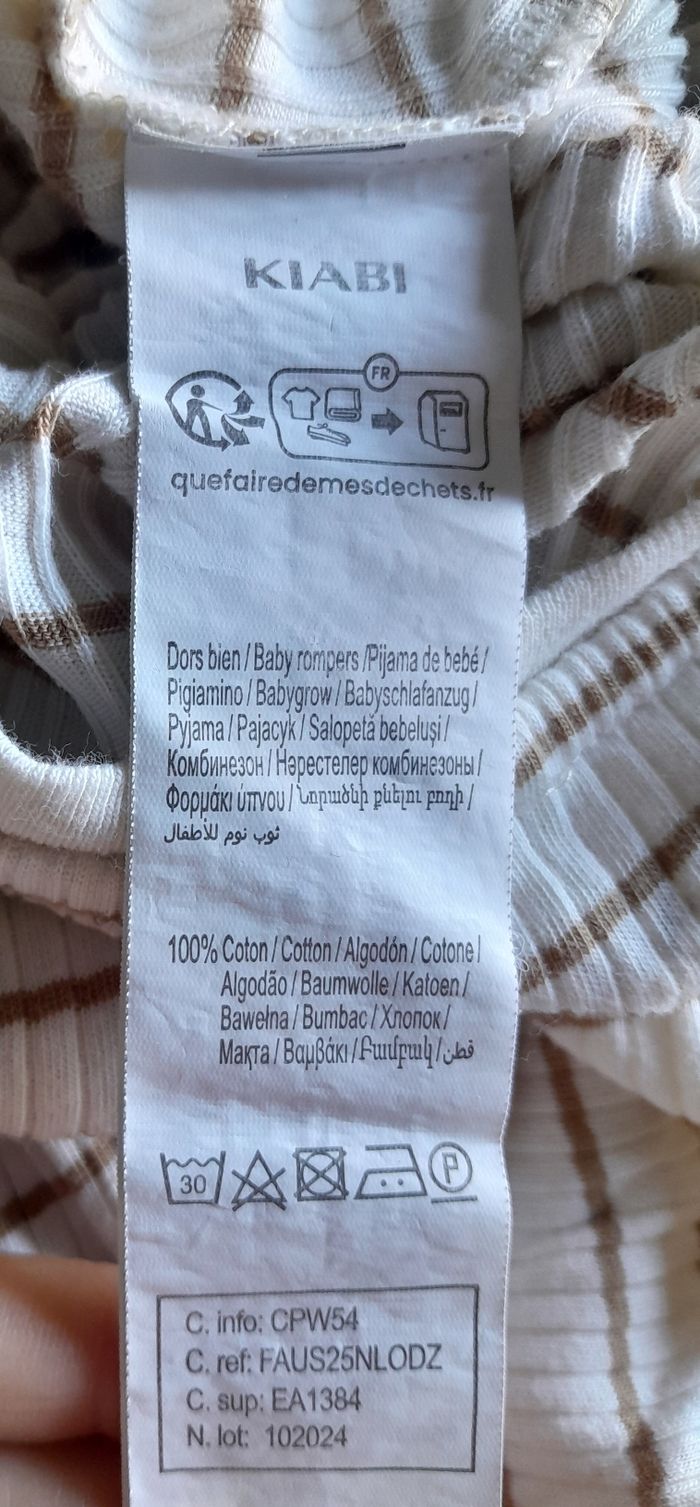 KIABI
FR
quefairedemesdechets.fr
Dors bien / Baby rompers /Pijama de bebé /
Pigiamino / Babygrow / Babyschlafanzug /
Pyjama / Pajacyk / Salopetă bebeluşi /
Комбинезон / Нәрестелер комбинезоны /
Φορμάκι ύπνου / Նորածնի քնելու բոդի /
ثوب نوم للأطفال
100% Coton / Cotton / Algodón / Cotone /
Algodão / Baumwolle / Katoen /
Bawełna / Bumbac / Хлопок /
Мақта / Βαμβάκι / Բամբակ / قطن
30 P
C. info: CPW54
C. ref: FAUS25NLODZ
C. sup: EA1384
N. lot: 102024